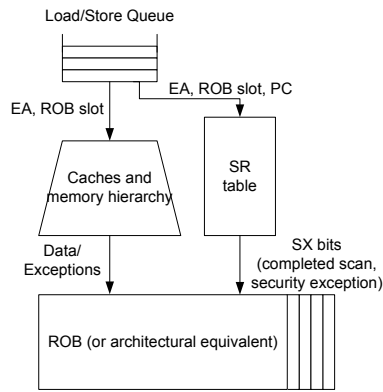 Load/Store Queue
EA, ROB slot, PC
EA, ROB slot
Caches and
memory hierarchy
SR
table
Data/
Exceptions
SX bits
(completed scan,
security exception)
ROB (or architectural equivalent)